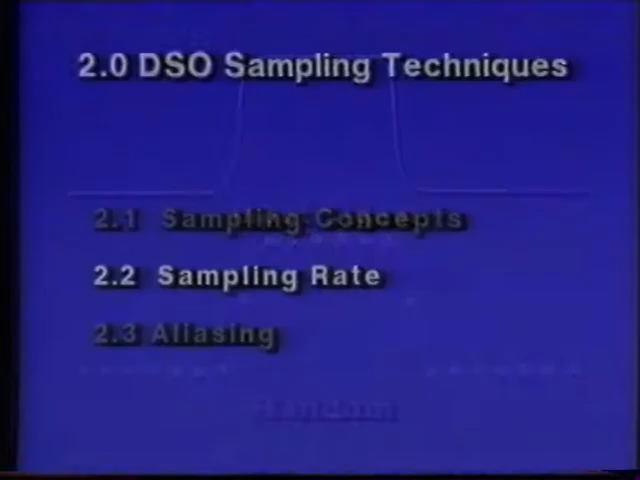 2.0 DSO Sampling Techniques
2.1 Sampling Concepts
2.2 Sampling Rate
2.3 Aliasing